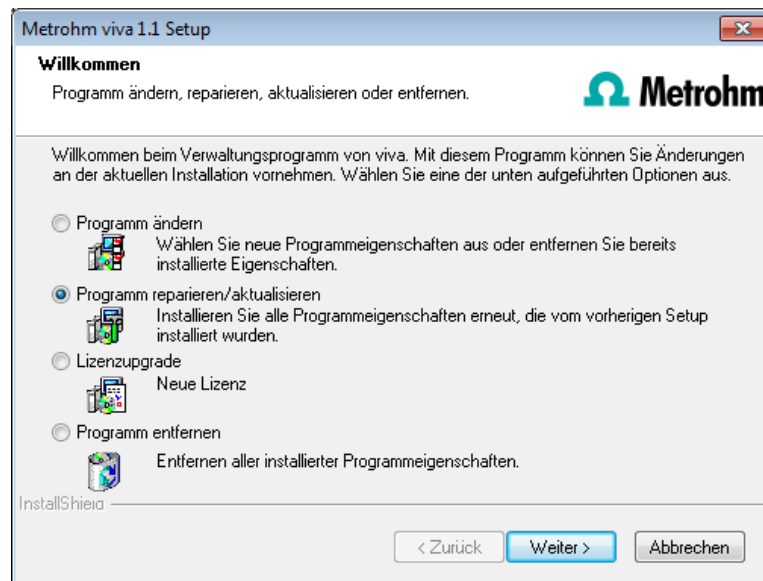 Metrohm viva 1.1 Setup
Willkommen
Programm ändern, reparieren, aktualisieren oder entfernen.
Metrohm
Willkommen beim Verwaltungsprogramm von viva. Mit diesem Programm können Sie Änderungen
an der aktuellen Installation vornehmen. Wählen Sie eine der unten aufgeführten Optionen aus.
Programm ändern
Wählen Sie neue Programmeigenschaften aus oder entfernen Sie bereits
installierte Eigenschaften.
Programm reparieren/aktualisieren
Installieren Sie alle Programmeigenschaften erneut, die vom vorherigen Setup
installiert wurden.
Lizenzupgrade
Neue Lizenz
Programm entfernen
Entfernen aller installierter Programmeigenschaften.
InstallShield
< Zurück
Weiter >
Abbrechen